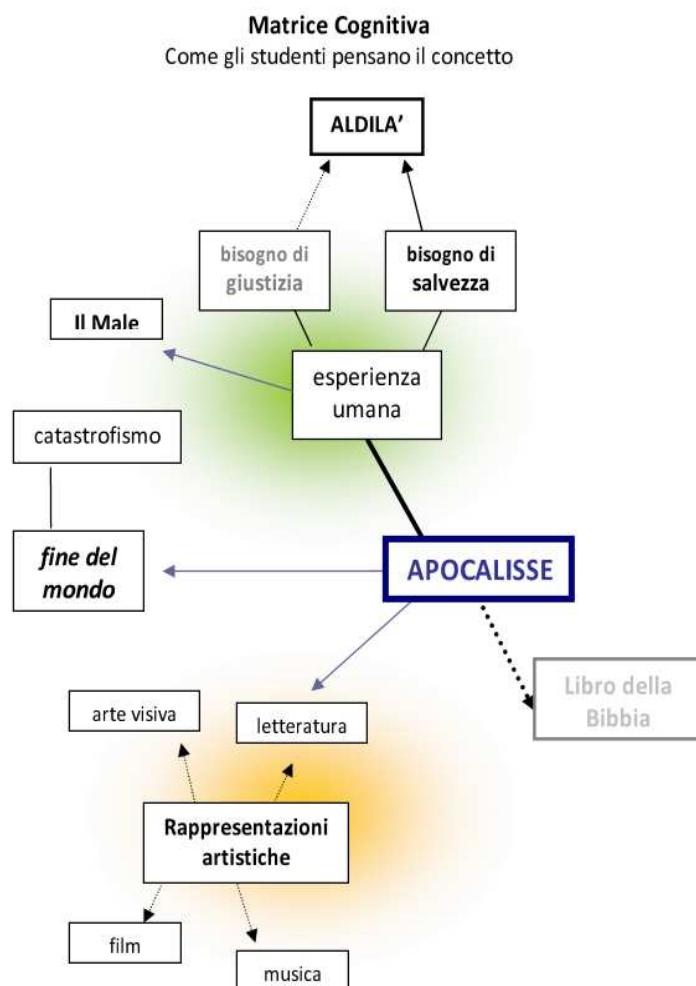 Matrice Cognitiva
Come gli studenti pensano il concetto
ALDILA’
bisogno di
giustizia
bisogno di
salvezza
Il Male
esperienza
umana
catastrofismo
fine del
mondo
APOCALISSE
Libro della
Bibbia
arte visiva
letteratura
Rappresentazioni
artistiche
film
musica